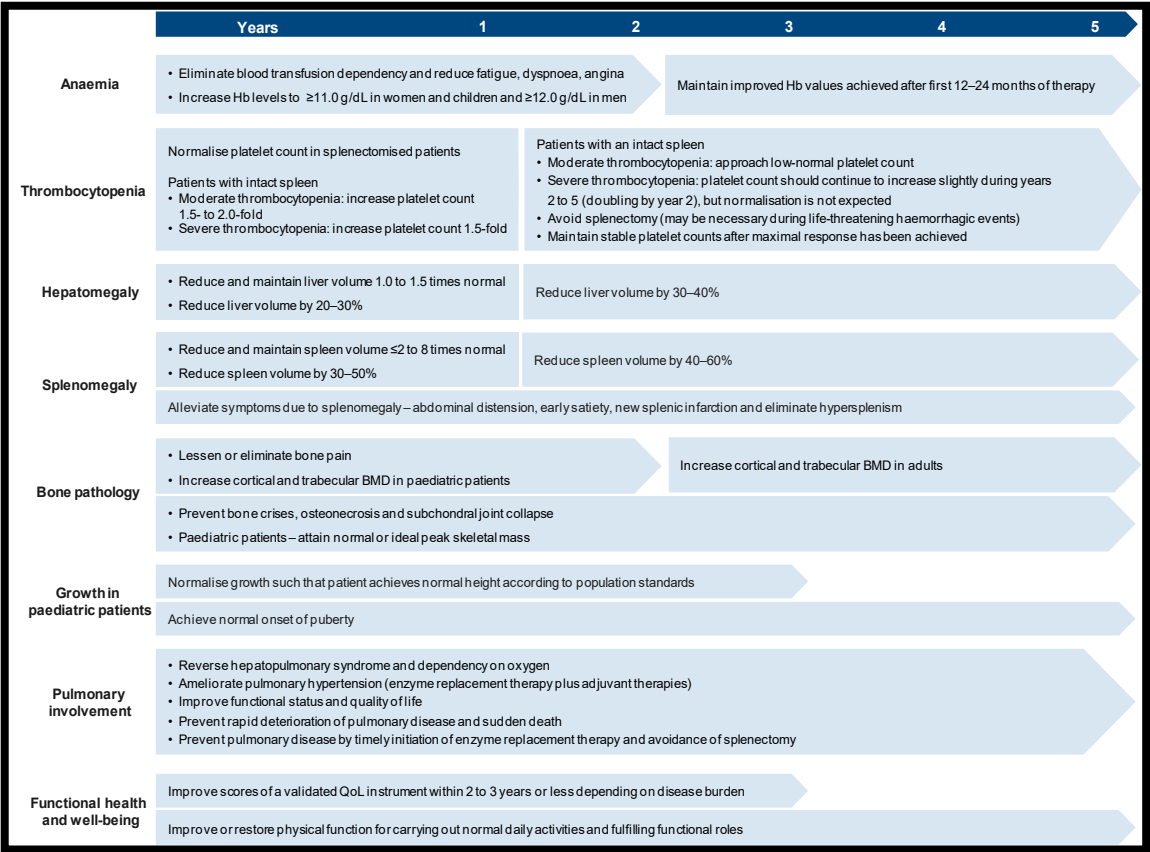 Years 1 2 3 4 5
Anaemia
• Eliminate blood transfusion dependency and reduce fatigue, dyspnoea, angina
• Increase Hb levels to ≥11.0 g/dL in women and children and ≥12.0 g/dL in men
Maintain improved Hb values achieved after first 12–24 months of therapy
Thrombocytopenia
Normalise platelet count in splenectomised patients
Patients with intact spleen
• Moderate thrombocytopenia: increase platelet count
1.5- to 2.0-fold
• Severe thrombocytopenia: increase platelet count 1.5-fold
Patients with an intact spleen
• Moderate thrombocytopenia: approach low-normal platelet count
• Severe thrombocytopenia: platelet count should continue to increase slightly during years
2 to 5 (doubling by year 2), but normalisation is not expected
• Avoid splenectomy (may be necessary during life-threatening haemorrhagic events)
• Maintain stable platelet counts after maximal response has been achieved
Hepatomegaly
• Reduce and maintain liver volume 1.0 to 1.5 times normal
• Reduce liver volume by 20–30%
Reduce liver volume by 30–40%
Splenomegaly
• Reduce and maintain spleen volume ≤2 to 8 times normal
• Reduce spleen volume by 30–50%
Reduce spleen volume by 40–60%
Alleviate symptoms due to splenomegaly – abdominal distension, early satiety, new splenic infarction and eliminate hypersplenism
Bone pathology
• Lessen or eliminate bone pain
• Increase cortical and trabecular BMD in paediatric patients
Increase cortical and trabecular BMD in adults
• Prevent bone crises, osteonecrosis and subchondral joint collapse
• Paediatric patients – attain normal or ideal peak skeletal mass
Growth in
paediatric patients
Normalise growth such that patient achieves normal height according to population standards
Achieve normal onset of puberty
Pulmonary
involvement
• Reverse hepatopulmonary syndrome and dependency on oxygen
• Ameliorate pulmonary hypertension (enzyme replacement therapy plus adjuvant therapies)
• Improve functional status and quality of life
• Prevent rapid deterioration of pulmonary disease and sudden death
• Prevent pulmonary disease by timely initiation of enzyme replacement therapy and avoidance of splenectomy
Functional health
and well-being
Improve scores of a validated QoL instrument within 2 to 3 years or less depending on disease burden
Improve or restore physical function for carrying out normal daily activities and fulfilling functional roles